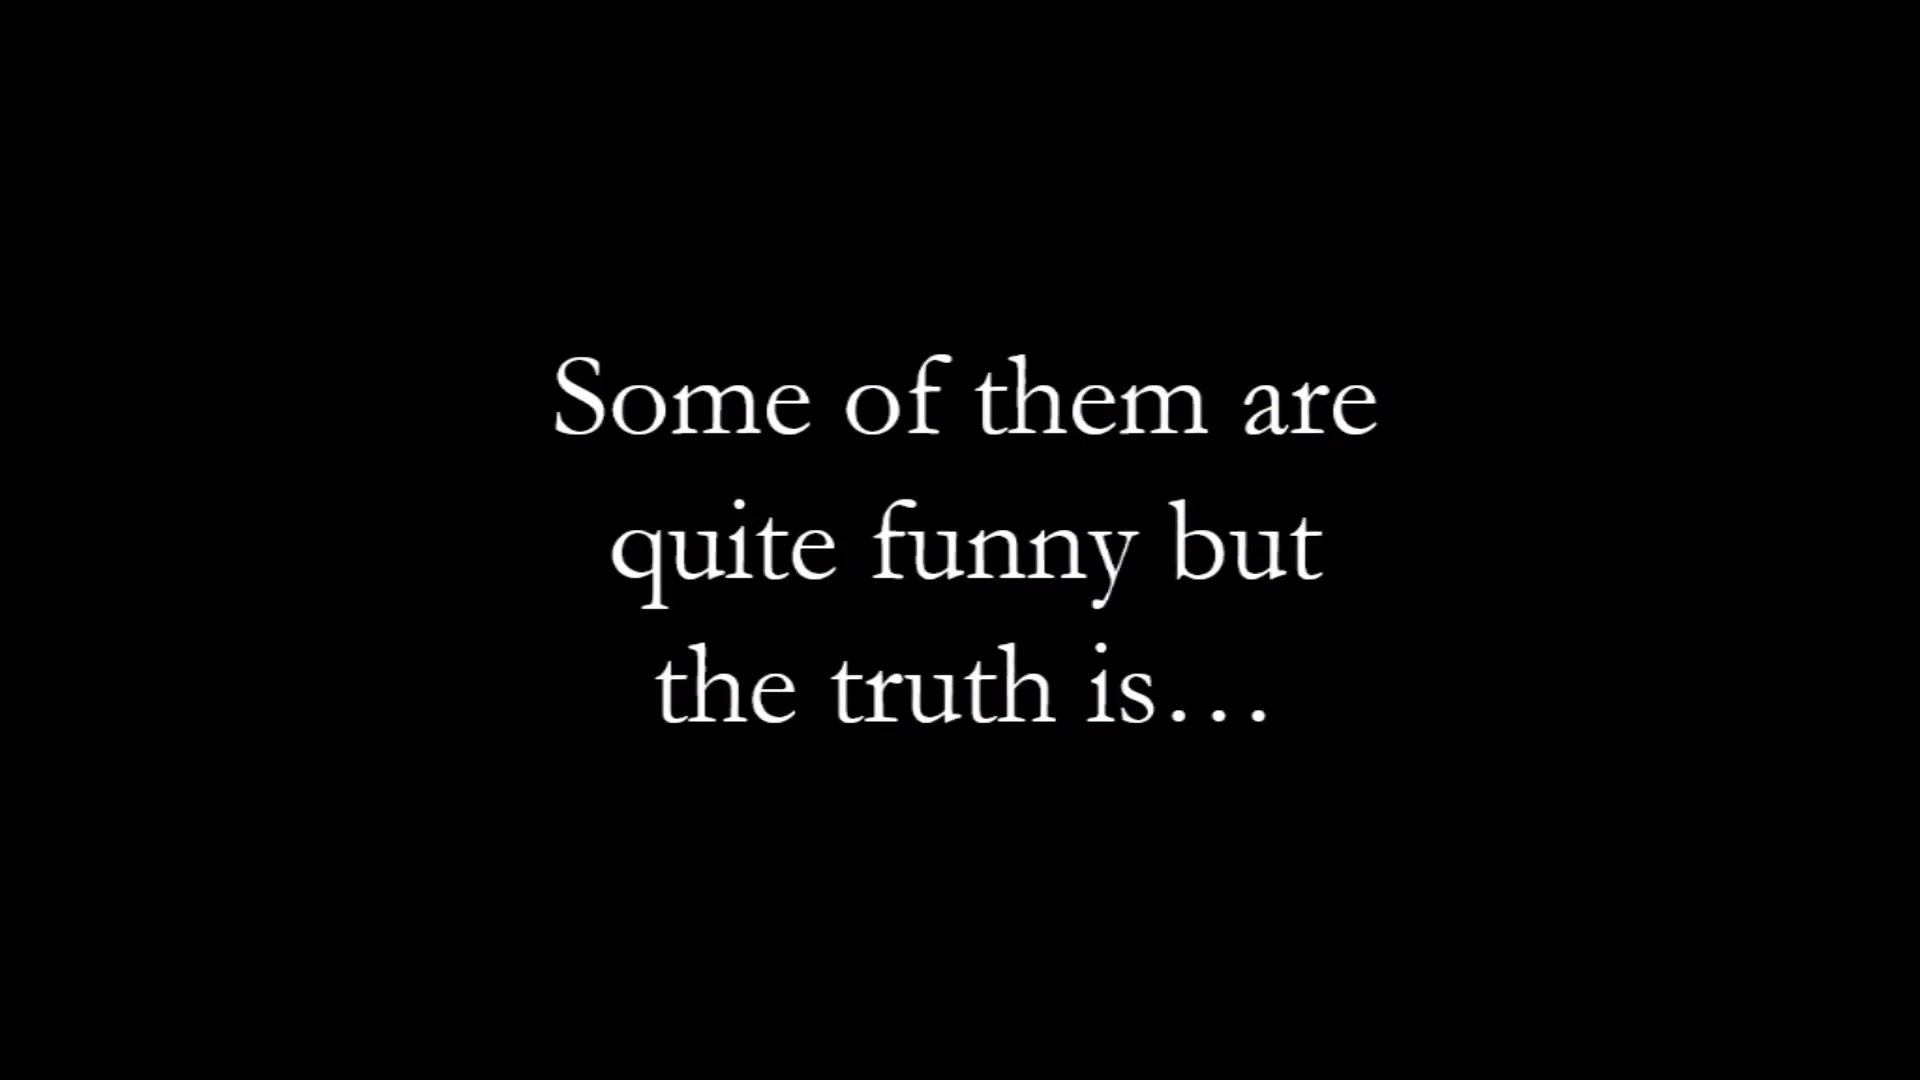 Some of them are
quite funny but
the truth is…